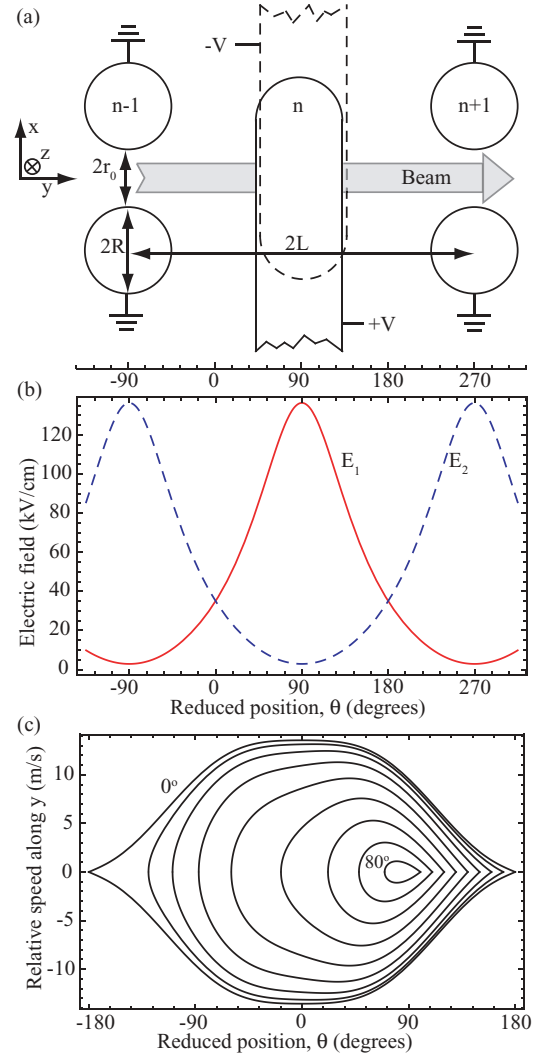 (a)
-V
n-1
n
n+1
x
z
y
2r0
Beam
2R
2L
+V
-90 0 90 180 270
(b)
Electric field (kV/cm)
120
100
80
60
40
20
0
E1
E2
-90 0 90 180 270
Reduced position, θ (degrees)
(c)
Relative speed along y (m/s)
10
5
0
-5
-10
0°
80°
-180 -90 0 90 180
Reduced position, θ (degrees)